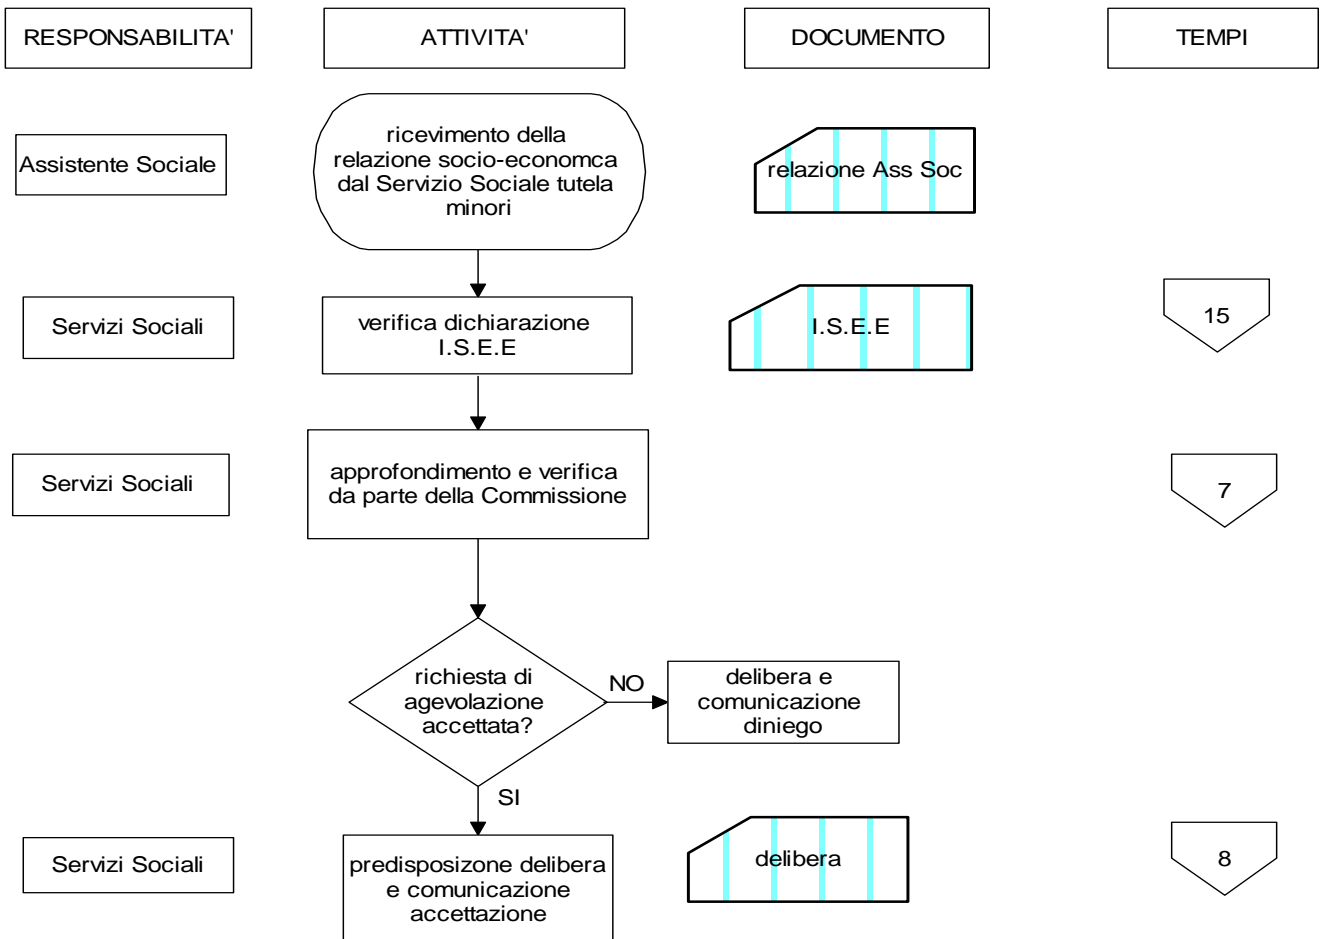 RESPONSABILITA'
ATTIVITA'
DOCUMENTO
TEMPI
Assistente Sociale
ricevimento della
relazione socio-economca
dal Servizio Sociale tutela
minori
relazione Ass Soc
Servizi Sociali
verifica dichiarazione
I.S.E.E
I.S.E.E
15
Servizi Sociali
approfondimento e verifica
da parte della Commissione
7
richiesta di
agevolazione
accettata?
NO
delibera e
comunicazione
diniego
SI
Servizi Sociali
predisposizone delibera
e comunicazione
accettazione
delibera
8